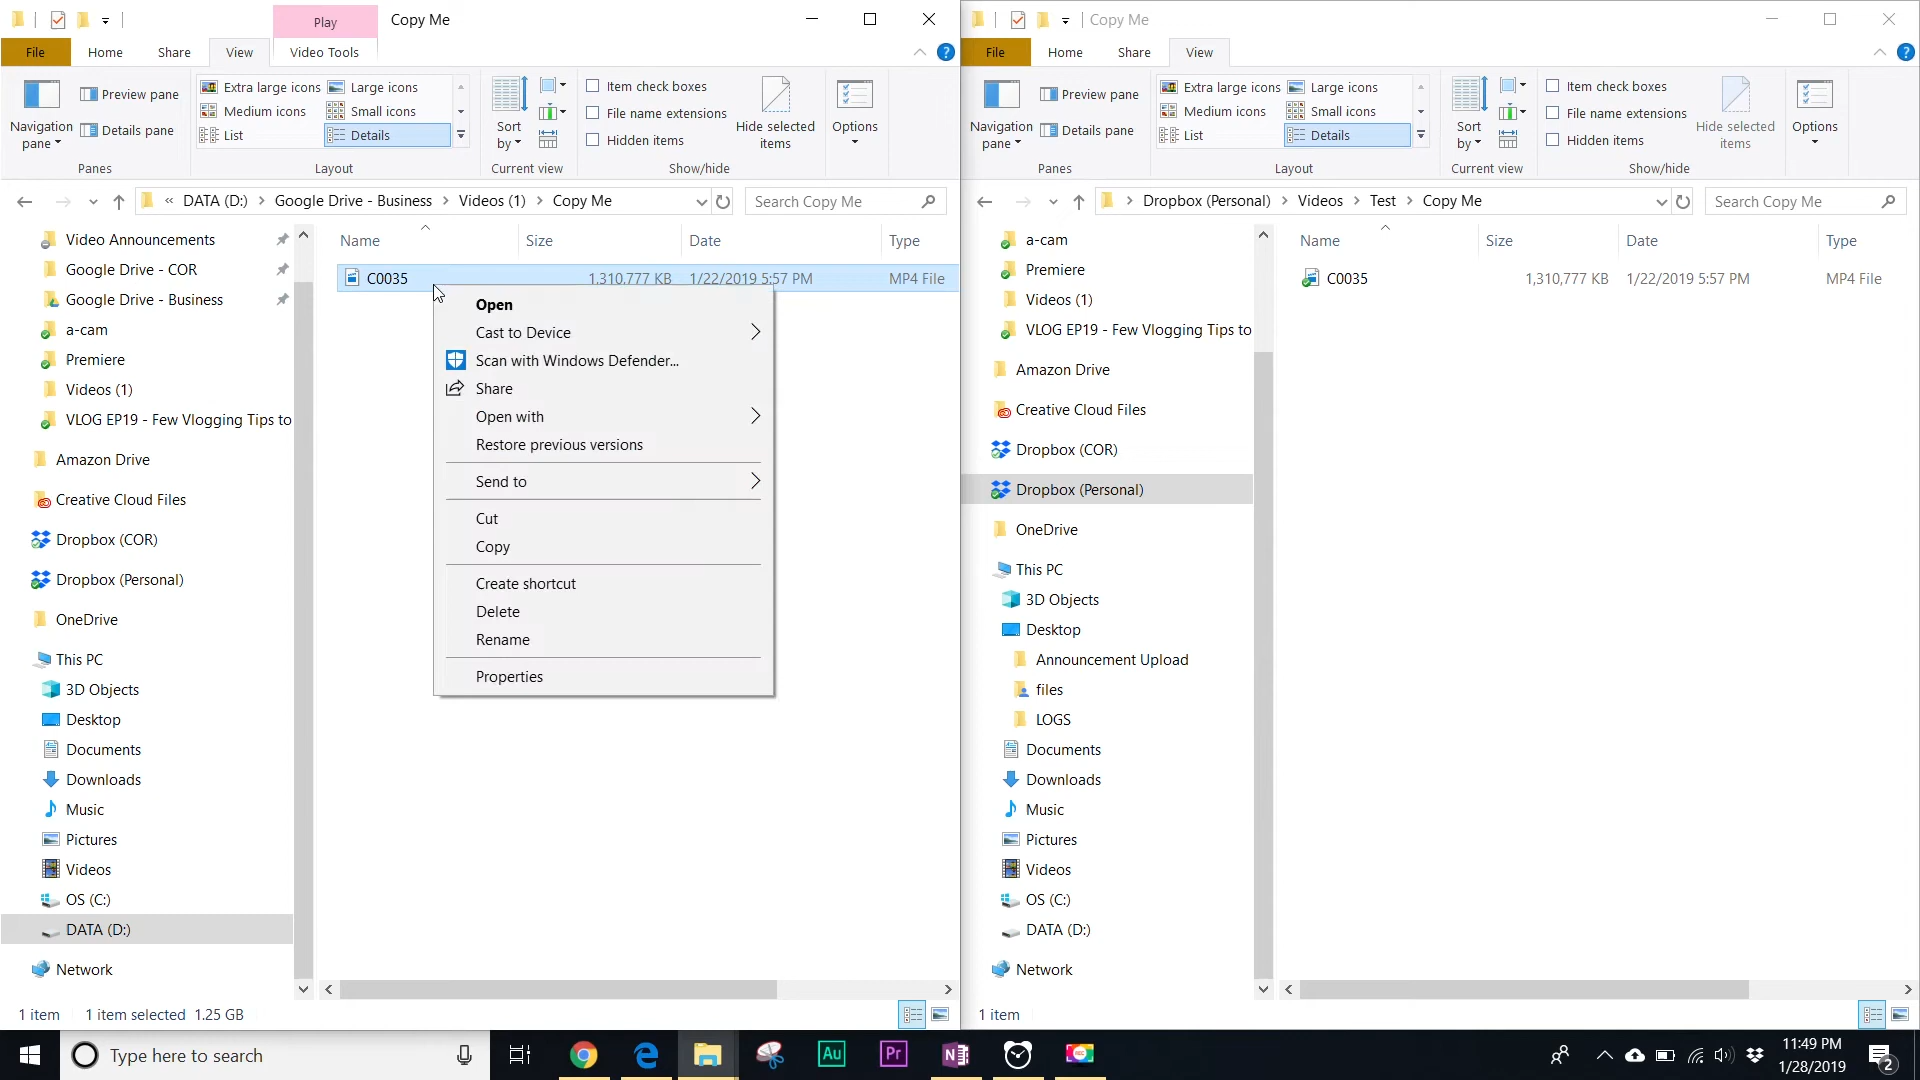 Play
Copy Me
File
Home
Share
View
Video Tools
Navigation pane
Preview pane
Details pane
Panes
Extra large icons
Large icons
Medium icons
Small icons
List
Details
Layout
Sort by
Current view
Item check boxes
File name extensions
Hidden items
Hide selected items
Show/hide
Options
« DATA (D:) > Google Drive - Business > Videos (1) > Copy Me
Search Copy Me
Video Announcements
Google Drive - COR
Google Drive - Business
a-cam
Premiere
Videos (1)
VLOG EP19 - Few Vlogging Tips to
Amazon Drive
Creative Cloud Files
Dropbox (COR)
Dropbox (Personal)
OneDrive
This PC
3D Objects
Desktop
Documents
Downloads
Music
Pictures
Videos
OS (C:)
DATA (D:)
Network
Name
Size
Date
Type
C0035
1,310,777 KB
1/22/2019 5:57 PM
MP4 File
Open
Cast to Device
Scan with Windows Defender...
Share
Open with
Restore previous versions
Send to
Cut
Copy
Create shortcut
Delete
Rename
Properties
1 item
1 item selected 1.25 GB
Copy Me
File
Home
Share
View
Navigation pane
Preview pane
Details pane
Panes
Extra large icons
Large icons
Medium icons
Small icons
List
Details
Layout
Sort by
Current view
Item check boxes
File name extensions
Hidden items
Hide selected items
Show/hide
Options
> Dropbox (Personal) > Videos > Test > Copy Me
Search Copy Me
a-cam
Premiere
Videos (1)
VLOG EP19 - Few Vlogging Tips to
Amazon Drive
Creative Cloud Files
Dropbox (COR)
Dropbox (Personal)
OneDrive
This PC
3D Objects
Desktop
Announcement Upload
files
LOGS
Documents
Downloads
Music
Pictures
Videos
OS (C:)
DATA (D:)
Network
Name
Size
Date
Type
C0035
1,310,777 KB
1/22/2019 5:57 PM
MP4 File
1 item
Type here to search
Au
Pr
N
11:49 PM
1/28/2019
2